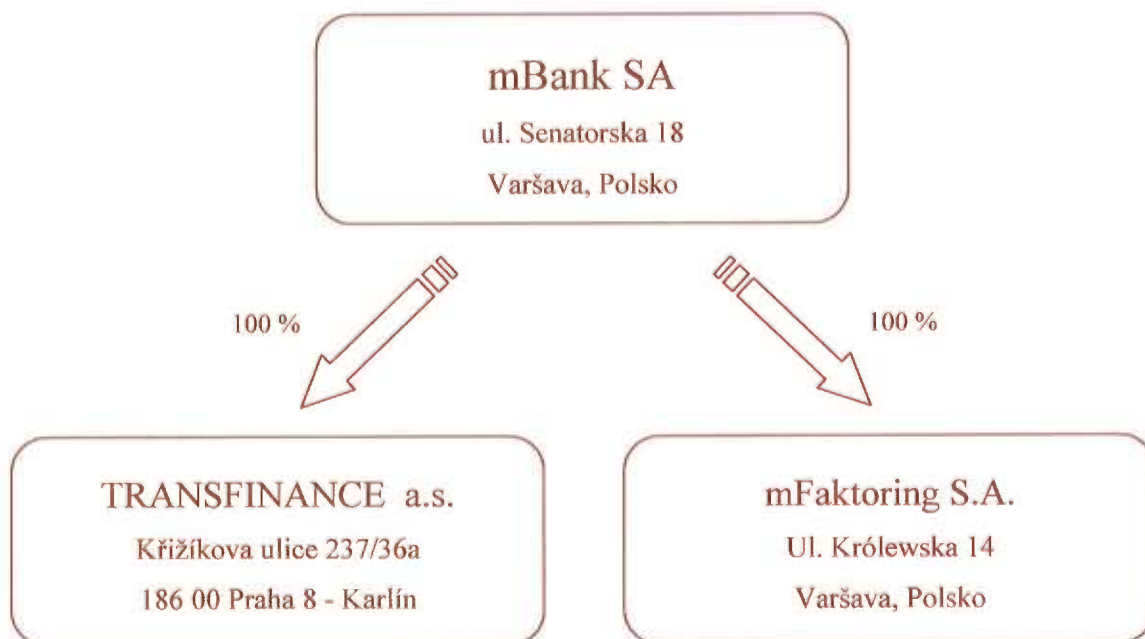 mBank SA
ul. Senatorska 18
Varšava, Polsko
100 %
100 %
TRANSFINANCE a.s.
Křižíkova ulice 237/36a
186 00 Praha 8 - Karlín
mFaktoring S.A.
Ul. Królewska 14
Varšava, Polsko